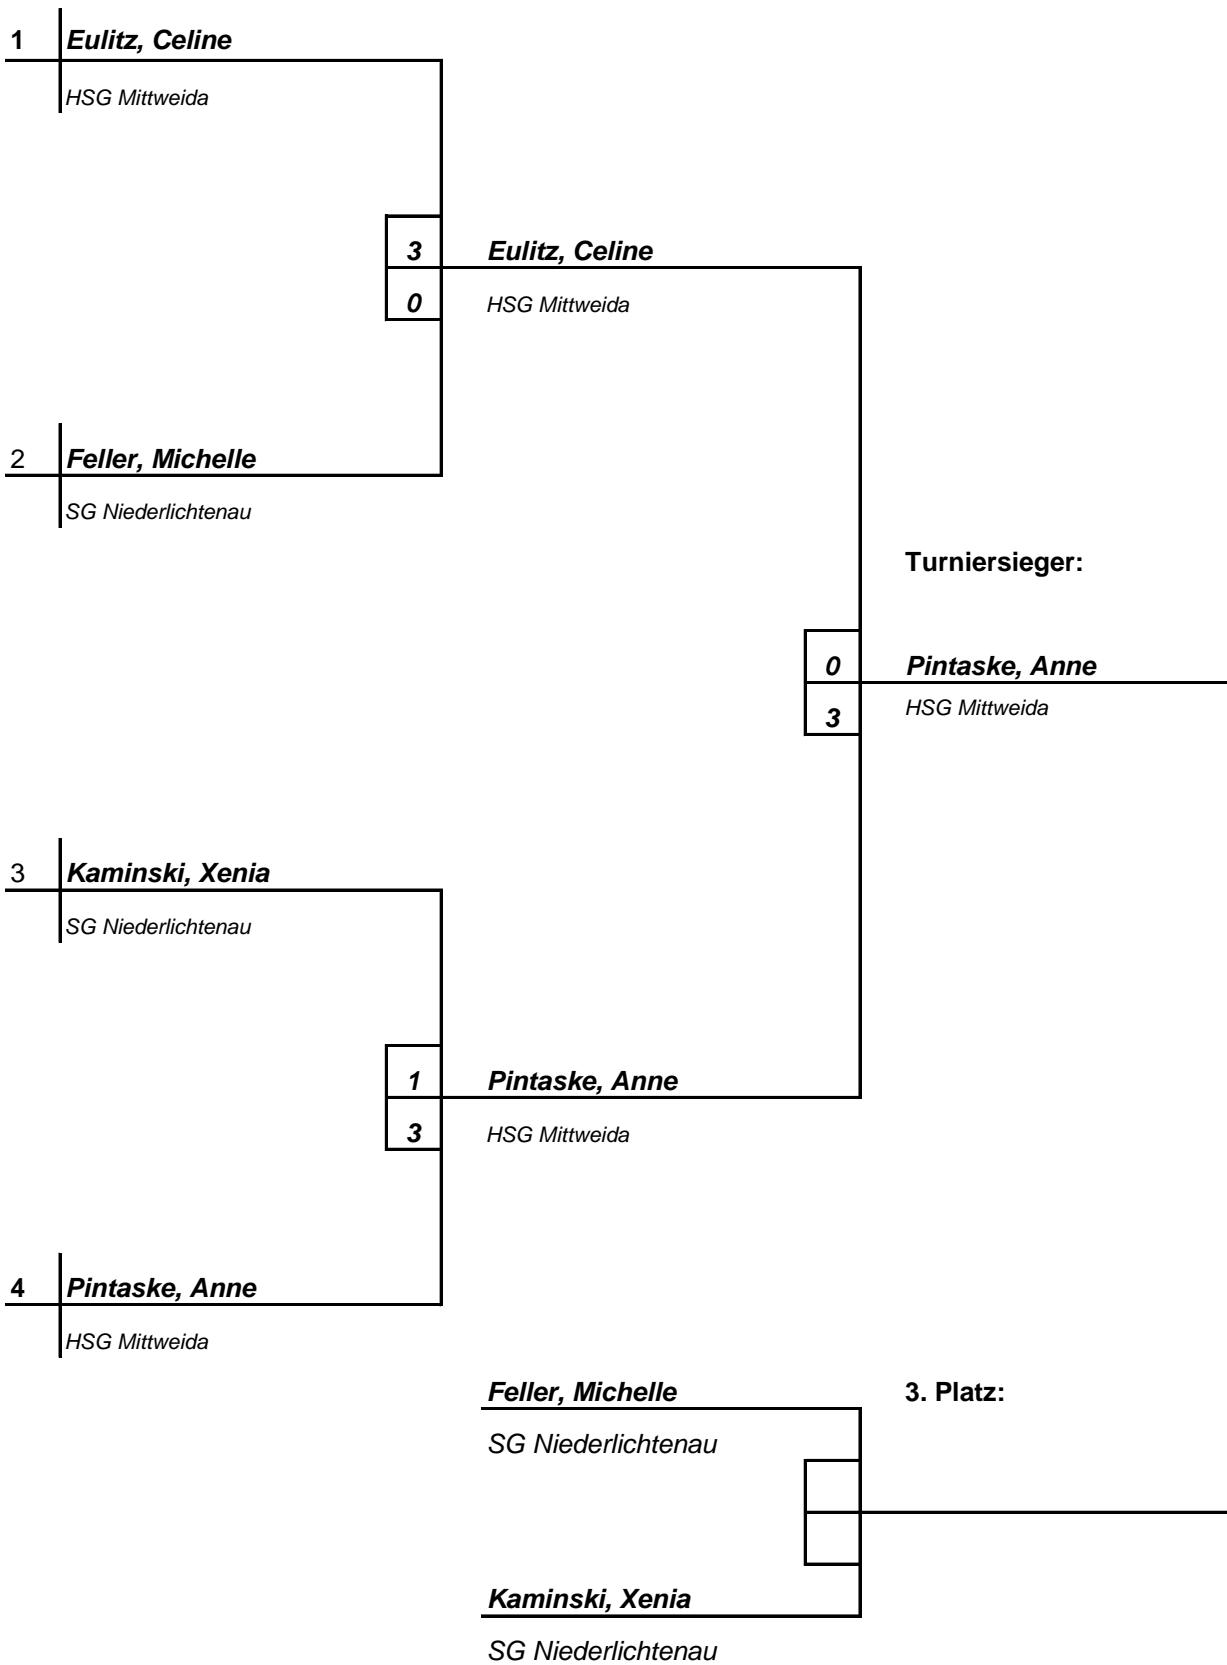 1 Eulitz, Celine
HSG Mittweida
3 Eulitz, Celine
0 HSG Mittweida
2 Feller, Michelle
SG Niederlichtenau
Turniersieger:
0 Pintaske, Anne
3 HSG Mittweida
3 Kaminski, Xenia
SG Niederlichtenau
1 Pintaske, Anne
3 HSG Mittweida
4 Pintaske, Anne
HSG Mittweida
Feller, Michelle 3. Platz:
SG Niederlichtenau
Kaminski, Xenia
SG Niederlichtenau